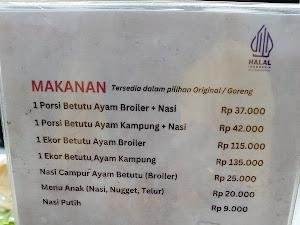 HALAL
INDONESIA
MAKANAN Tersedia dalam pilihan Original / Goreng
1 Porsi Betutu Ayam Broiler + Nasi Rp 37.000
1 Porsi Betutu Ayam Kampung + Nasi Rp 42.000
1 Ekor Betutu Ayam Broiler Rp 115.000
1 Ekor Betutu Ayam Kampung Rp 135.000
Nasi Campur Ayam Betutu (Broiler) Rp 25.000
Menu Anak (Nasi, Nugget, Telur) Rp 20.000
Nasi Putih Rp 9.000